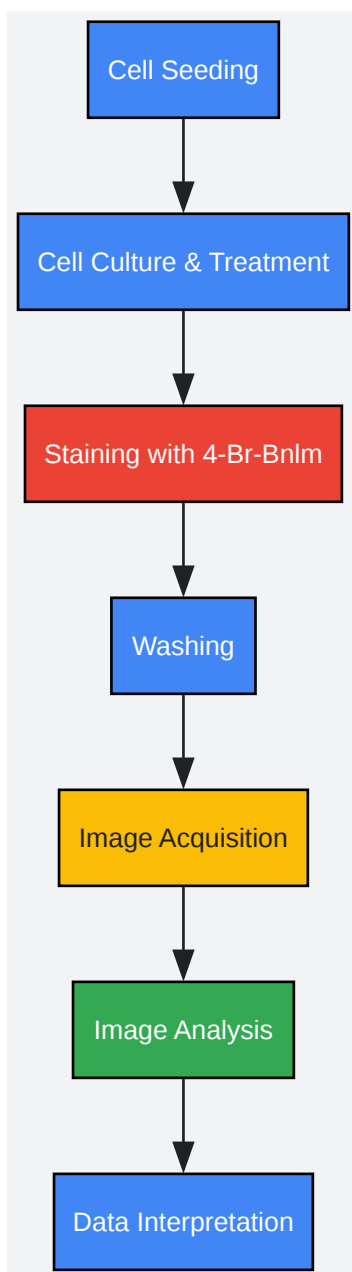 Cell Seeding
Cell Culture & Treatment
Staining with 4-Br-Bnlm
Washing
Image Acquisition
Image Analysis
Data Interpretation